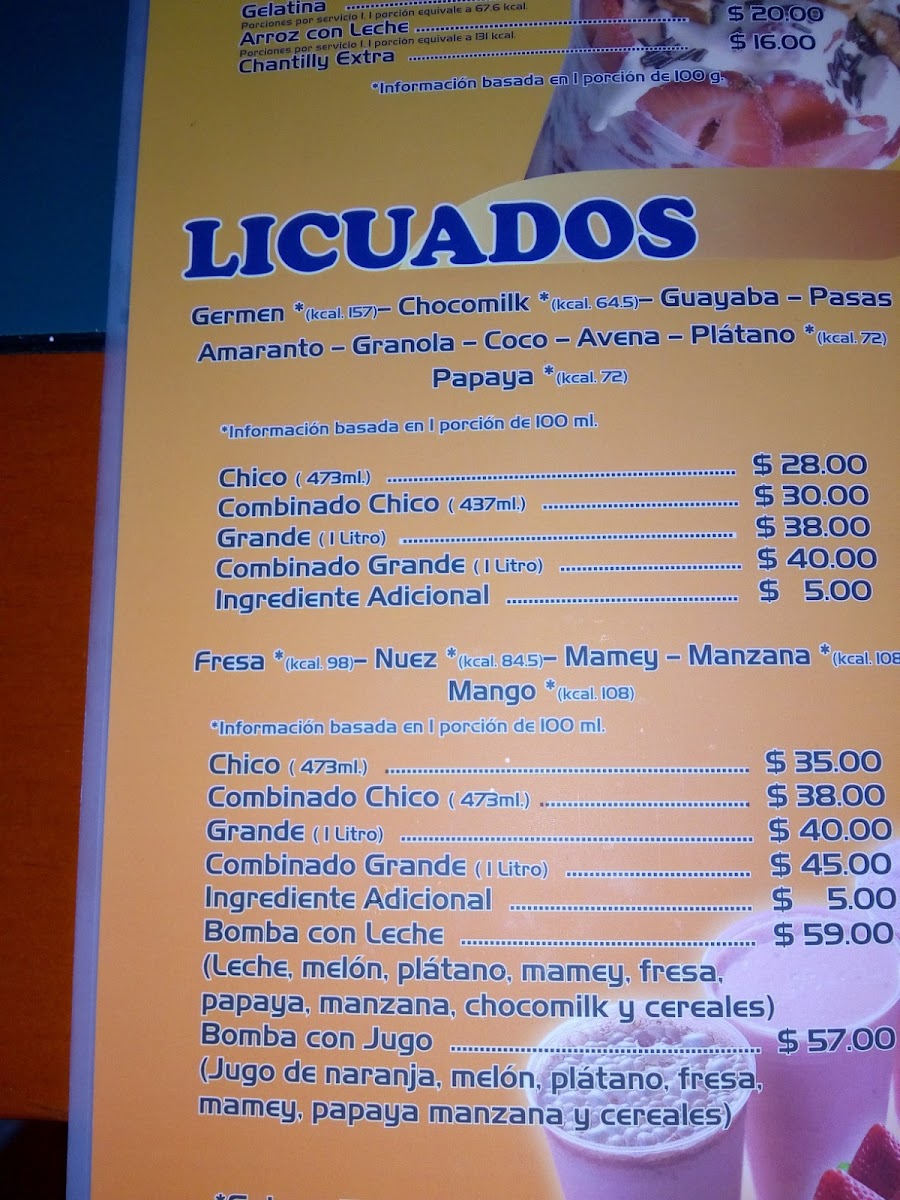 Gelatina
Porciones por servicio 1. 1 porción equivale a 67.6 kcal.
Arroz con Leche $ 20.00
Porciones por servicio 1. 1 porción equivale a 131 kcal.
Chantilly Extra $ 16.00
*Información basada en 1 porción de 100 g.
LICUADOS
Germen *(kcal. 157)– Chocomilk *(kcal. 64.5)– Guayaba – Pasas
Amaranto – Granola – Coco – Avena – Plátano *(kcal. 72)
Papaya *(kcal. 72)
*Información basada en 1 porción de 100 ml.
Chico ( 473ml.) $ 28.00
Combinado Chico ( 437ml.) $ 30.00
Grande ( 1 Litro) $ 38.00
Combinado Grande ( 1 Litro) $ 40.00
Ingrediente Adicional $ 5.00
Fresa *(kcal. 98)– Nuez *(kcal. 84.5)– Mamey – Manzana *(kcal. 108
Mango *(kcal. 108)
*Información basada en 1 porción de 100 ml.
Chico ( 473ml.) $ 35.00
Combinado Chico ( 473ml.) $ 38.00
Grande ( 1 Litro) $ 40.00
Combinado Grande ( 1 Litro) $ 45.00
Ingrediente Adicional $ 5.00
Bomba con Leche $ 59.00
(Leche, melón, plátano, mamey, fresa,
papaya, manzana, chocomilk y cereales)
Bomba con Jugo $ 57.00
(Jugo de naranja, melón, plátano, fresa,
mamey, papaya manzana y cereales)